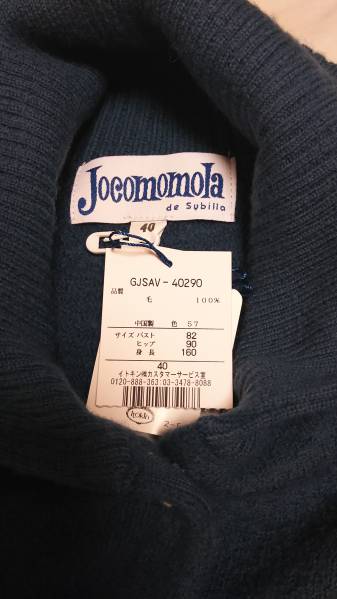 Jocomomola
de Sybilla
40
GJSAV-40290
品質
毛 100%
中国製 色 57
サイズ バスト 82
ヒップ 90
身長 160
40
イトキン㈱カスタマーサービス室
0120-888-363:03-3478-8088
itokin